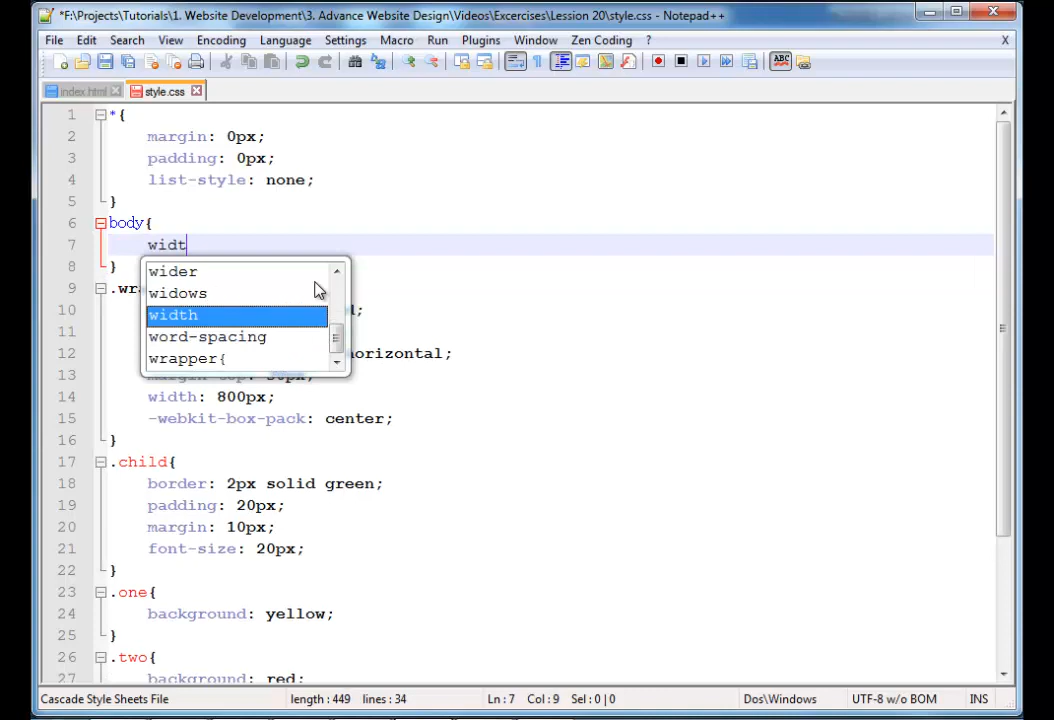 *F:\Projects\Tutorials\1. Website Development\3. Advance Website Design\Videos\Excercises\Lession 20\style.css - Notepad++
File Edit Search View Encoding Language Settings Macro Run Plugins Window Zen Coding ? X
ABC
index.html style.css
1 *{
2 margin: 0px;
3 padding: 0px;
4 list-style: none;
5 }
6 body{
7 widt
8 }
wider
widows
width
word-spacing
wrapper{
9 .wr
10 ;
11
12 horizontal;
13
14 width: 800px;
15 -webkit-box-pack: center;
16 }
17 .child{
18 border: 2px solid green;
19 padding: 20px;
20 margin: 10px;
21 font-size: 20px;
22 }
23 .one{
24 background: yellow;
25 }
26 .two{
27 background: red;
Cascade Style Sheets File length : 449 lines : 34 Ln : 7 Col : 9 Sel : 0 | 0 Dos\Windows UTF-8 w/o BOM INS